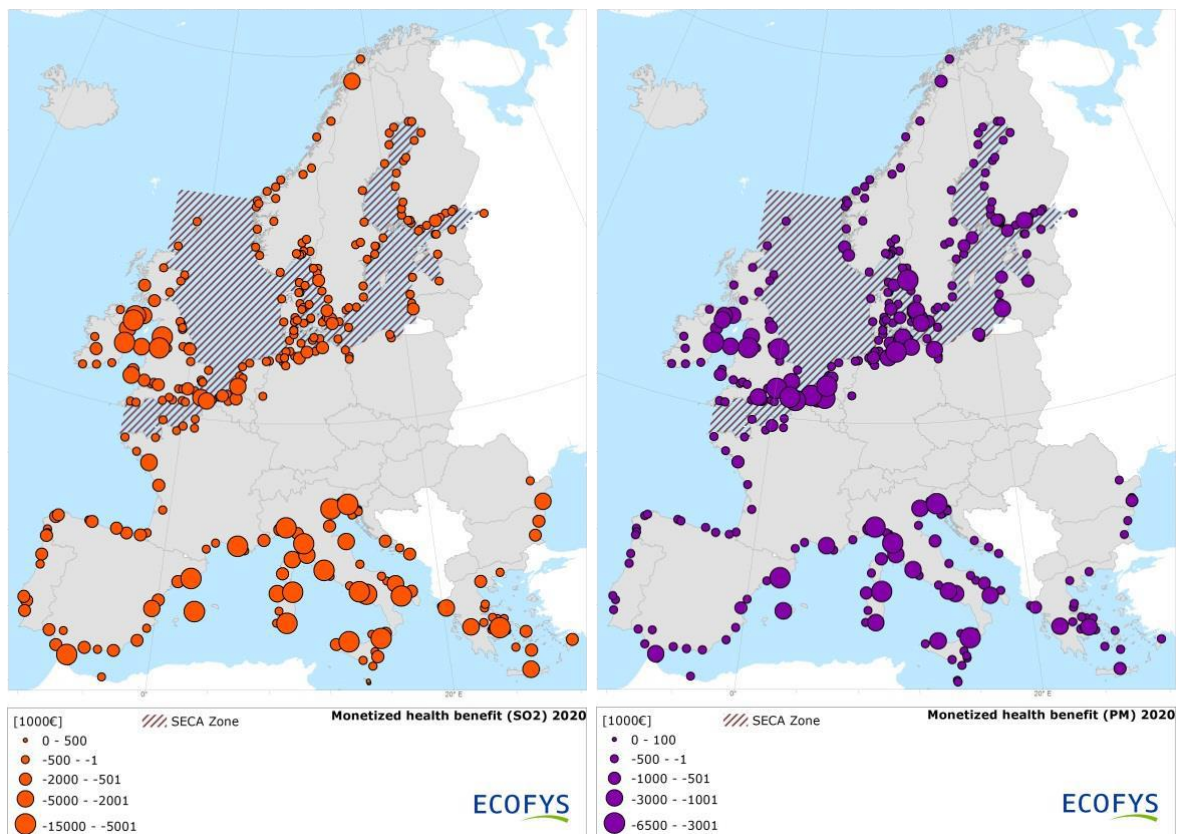 0°
20° E
[1000€]
SECA Zone
Monetized health benefit (SO2) 2020
0 - 500
-500 - -1
-2000 - -501
-5000 - -2001
-15000 - -5001
ECOFYS
0°
20° E
[1000€]
SECA Zone
Monetized health benefit (PM) 2020
0 - 100
-500 - -1
-1000 - -501
-3000 - -1001
-6500 - -3001
ECOFYS